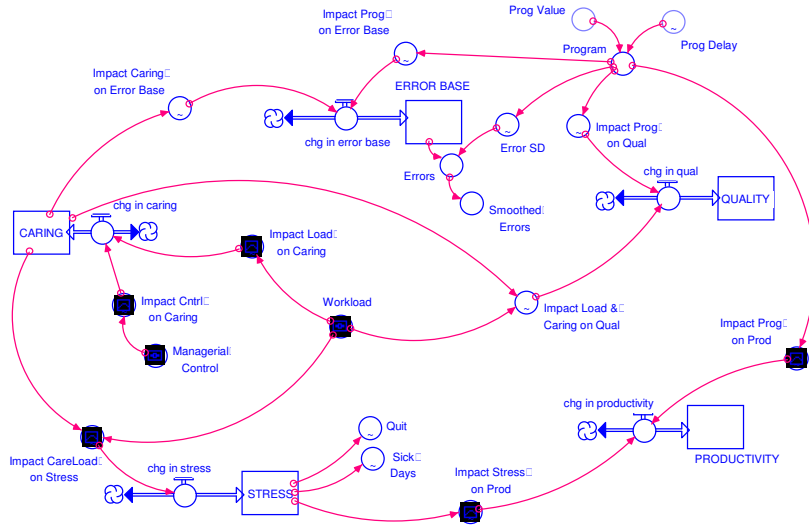 Prog Value
Impact Prog
on Error Base
Program
Prog Delay
Impact Caring
on Error Base
ERROR BASE
chg in error base
Error SD
Impact Prog
on Qual
Errors
chg in qual
QUALITY
Smoothed
Errors
chg in caring
CARING
Impact Load
on Caring
Impact Cntrl
on Caring
Workload
Impact Load &
Caring on Qual
Managerial
Control
Impact Prog
on Prod
chg in productivity
PRODUCTIVITY
Quit
Impact CareLoad
on Stress
chg in stress
Sick
Days
STRESS
Impact Stress
on Prod